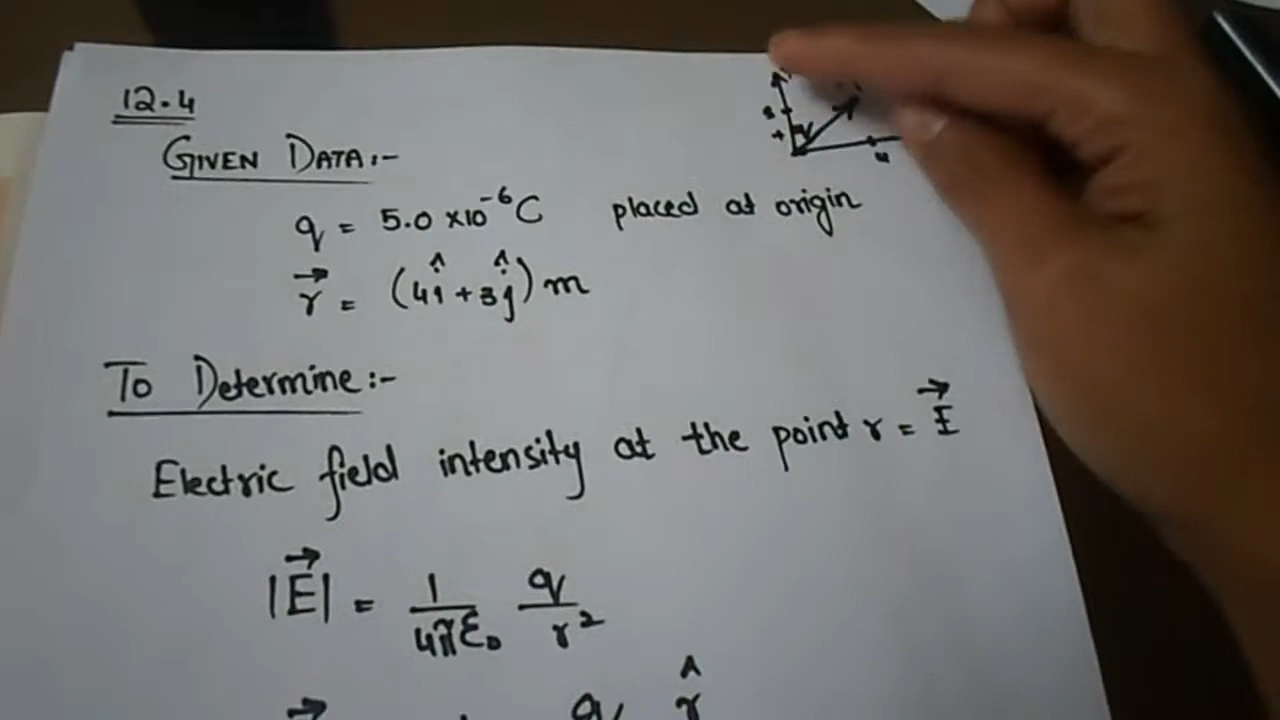 12.4
GIVEN DATA:-
q = 5.0 ×10⁻⁶C placed at origin
r⃗ = (4î + 3ĵ) m
To Determine:-
Electric field intensity at the point r = E⃗
|E⃗| = 1/4πε₀ q/r²
q r̂